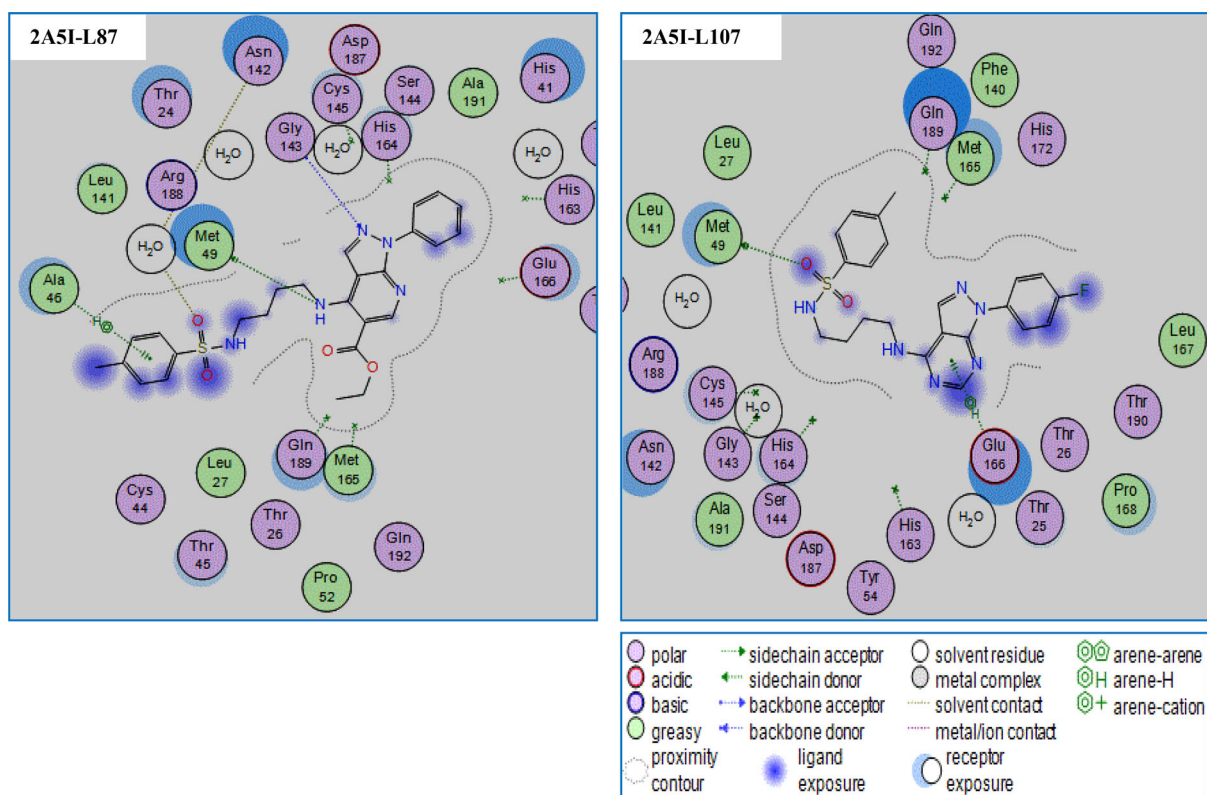 2A5I-L87
Asn
142
Asp
187
Thr
24
Cys
145
Ser
144
Ala
191
His
41
Gly
143
H₂O
His
164
H₂O
H₂O
Leu
141
Arg
188
His
163
H₂O
Met
49
N
N
N
Glu
166
Ala
46
H
N
H
O
S
NH
O
O
O
Gln
189
Met
165
Leu
27
Cys
44
Thr
26
Gln
192
Thr
45
Pro
52
2A5I-L107
Gln
192
Phe
140
Gln
189
His
172
Leu
27
Met
165
Leu
141
Met
49
O
S
O
HN
H₂O
N
N
F
NH
N
N
Leu
167
Arg
188
Cys
145
H₂O
H
Thr
190
Asn
142
Gly
143
His
164
Glu
166
Thr
26
Ala
191
Ser
144
Pro
168
His
163
H₂O
Thr
25
Asp
187
Tyr
54
polar
acidic
basic
greasy
proximity
contour
sidechain acceptor
sidechain donor
backbone acceptor
backbone donor
ligand
exposure
solvent residue
metal complex
solvent contact
metal/ion contact
receptor
exposure
arene-arene
H arene-H
+ arene-cation